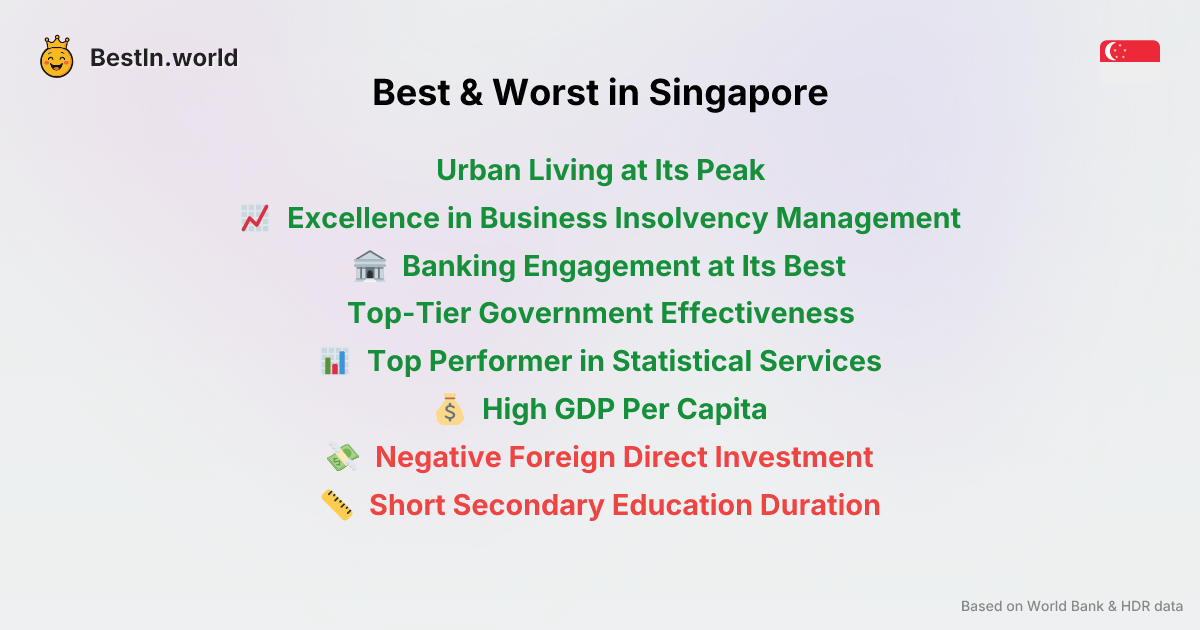 BestIn.world
Best & Worst in Singapore
Urban Living at Its Peak
Excellence in Business Insolvency Management
Banking Engagement at Its Best
Top-Tier Government Effectiveness
Top Performer in Statistical Services
High GDP Per Capita
Negative Foreign Direct Investment
Short Secondary Education Duration
Based on World Bank & HDR data